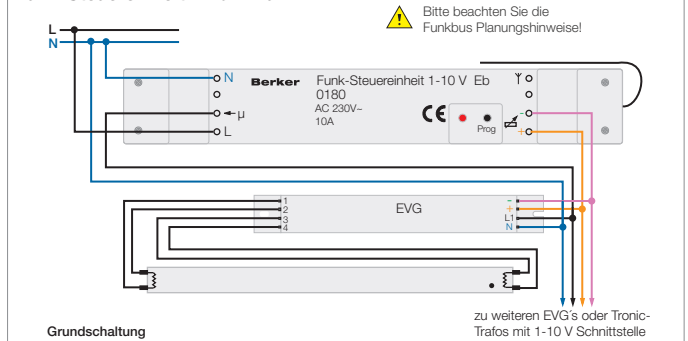 Bitte beachten Sie die
Funkbus Planungshinweise!
L
N
N
Berker
Funk-Steuereinheit 1-10 V Eb
0180
AC 230V~
10A
µ
L
CE
Prog
-
+
1
2
3
4
EVG
-
+
L1
N
zu weiteren EVG´s oder Tronic-
Trafos mit 1-10 V Schnittstelle
Grundschaltung